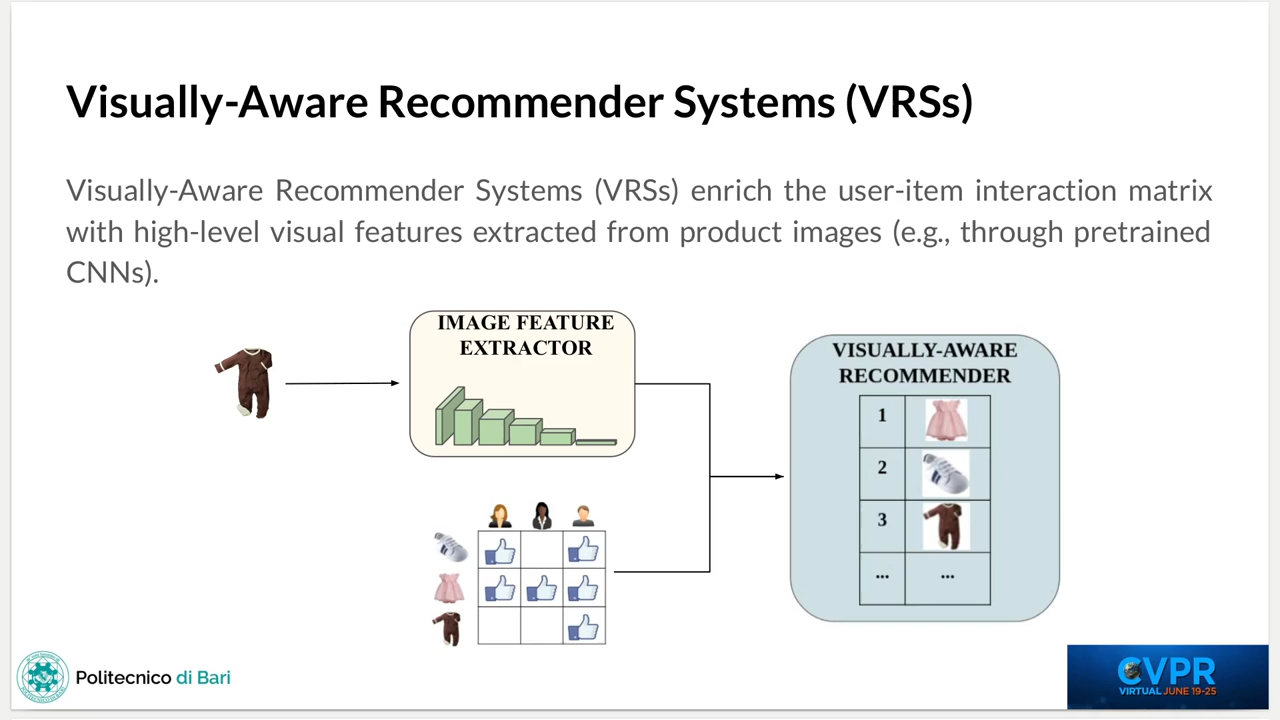 Visually-Aware Recommender Systems (VRSs)
Visually-Aware Recommender Systems (VRSs) enrich the user-item interaction matrix
with high-level visual features extracted from product images (e.g., through pretrained
CNNs).
IMAGE FEATURE
EXTRACTOR
VISUALLY-AWARE
RECOMMENDER
1
2
3
... ...
Politecnico di Bari
CVPR
VIRTUAL JUNE 19-25